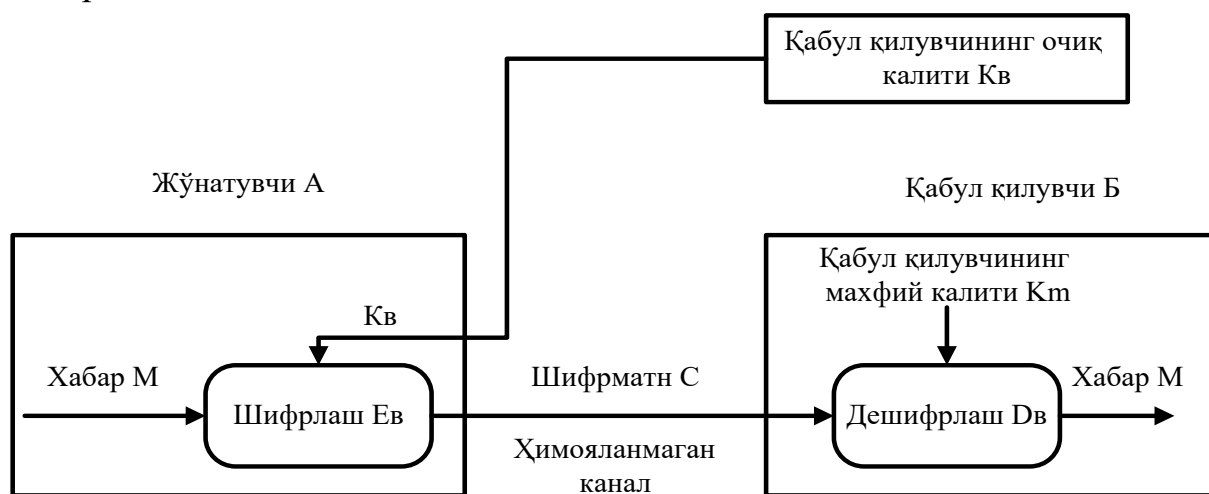 Қабул қилувчининг очиқ
калити Кв
Жўнатувчи А
Қабул қилувчи Б
Қабул қилувчининг
махфий калити Km
Кв
Хабар М
Шифрматн С
Хабар М
Шифрлаш Ев
Дешифрлаш Dв
Ҳимояланмаган
канал